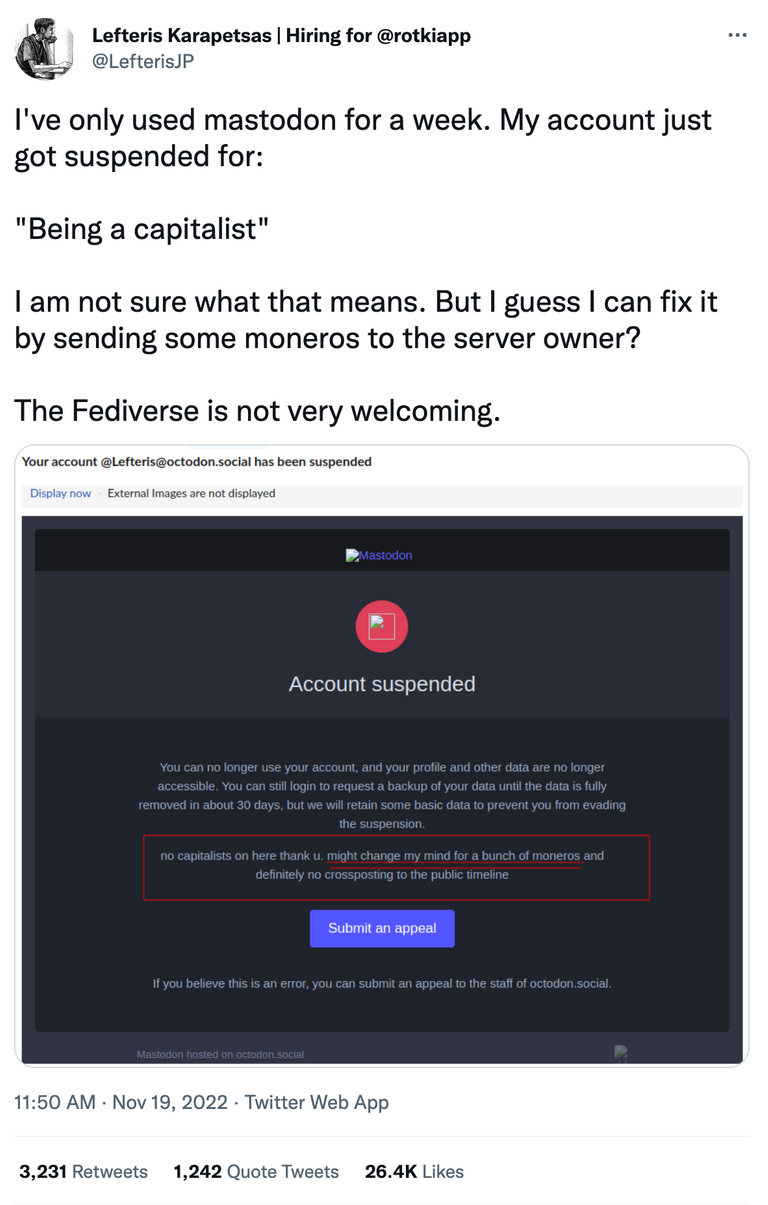 Lefteris Karapetsas | Hiring for @rotkiapp
@LefterisJP
I've only used mastodon for a week. My account just
got suspended for:
"Being a capitalist"
I am not sure what that means. But I guess I can fix it
by sending some moneros to the server owner?
The Fediverse is not very welcoming.
Your account @Lefteris@octodon.social has been suspended
Display now · External Images are not displayed
Mastodon
Account suspended
You can no longer use your account, and your profile and other data are no longer
accessible. You can still login to request a backup of your data until the data is fully
removed in about 30 days, but we will retain some basic data to prevent you from evading
the suspension.
no capitalists on here thank u. might change my mind for a bunch of moneros and
definitely no crossposting to the public timeline
Submit an appeal
If you believe this is an error, you can submit an appeal to the staff of octodon.social.
Mastodon hosted on octodon.social
11:50 AM · Nov 19, 2022 · Twitter Web App
3,231 Retweets 1,242 Quote Tweets 26.4K Likes